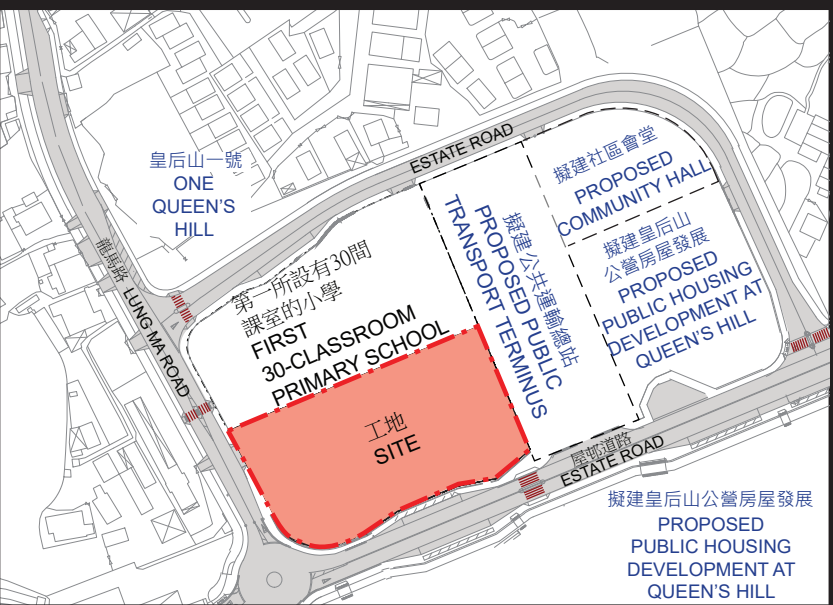 皇后山一號
ONE
QUEEN'S
HILL
ESTATE ROAD
擬建社區會堂
PROPOSED
COMMUNITY HALL
擬建公共運輸總站
PROPOSED PUBLIC
TRANSPORT TERMINUS
擬建皇后山
公營房屋發展
PROPOSED
PUBLIC HOUSING
DEVELOPMENT AT
QUEEN'S HILL
龍馬路 LUNG MA ROAD
第一所設有30間
課室的小學
FIRST
30-CLASSROOM
PRIMARY SCHOOL
工地
SITE
屋邨道路
ESTATE ROAD
擬建皇后山公營房屋發展
PROPOSED
PUBLIC HOUSING
DEVELOPMENT AT
QUEEN'S HILL